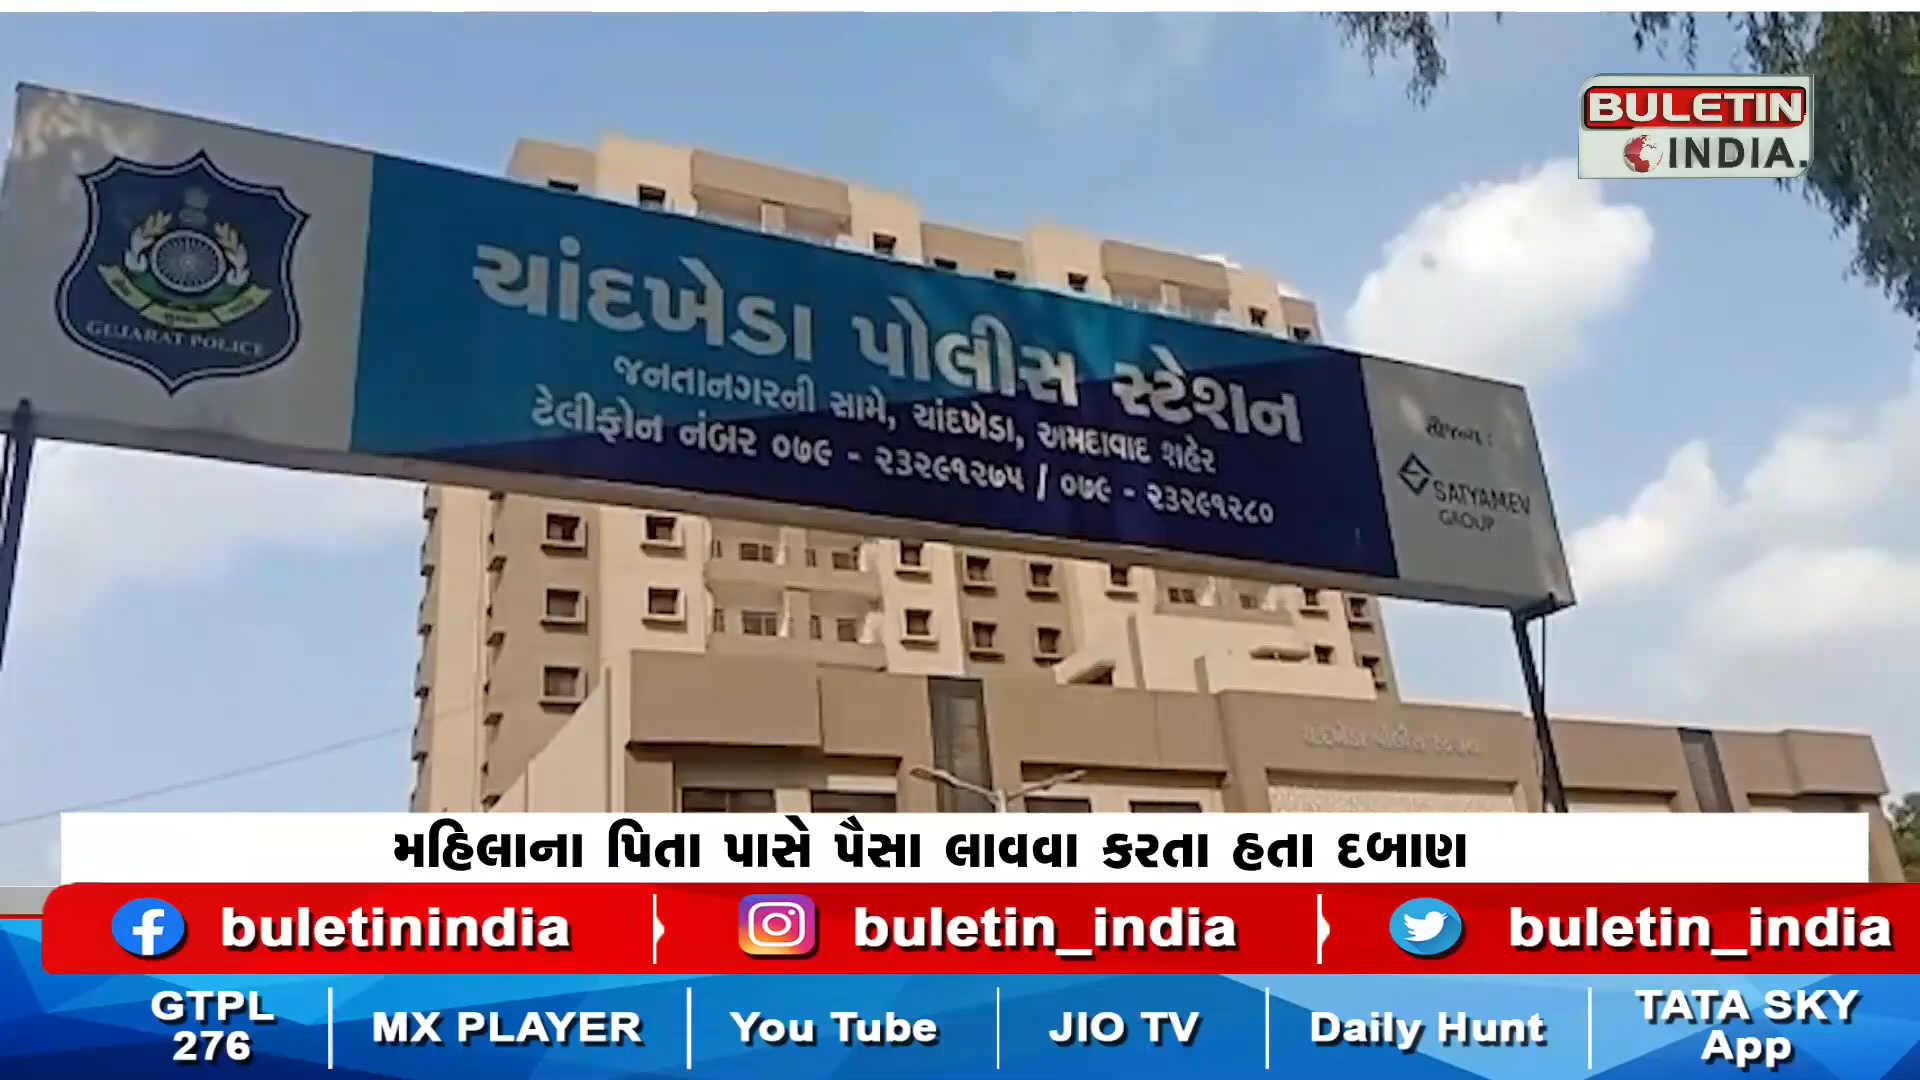 BULETIN
INDIA.
GUJARAT POLICE
ચાંદખેડા પોલીસ સ્ટેશન
જનતાનગરની સામે, ચાંદખેડા, અમદાવાદ શહેર
ટેલીફોન નંબર ૦૭૯ - ૨૩૨૯૧૨૭૫ / ૦૭૯ - ૨૩૨૯૧૨૮૦
સૌજન્ય :
SATYAMEV
GROUP
મહિલાના પિતા પાસે પૈસા લાવવા કરતા હતા દબાણ
buletinindia
buletin_india
buletin_india
GTPL
276
MX PLAYER
You Tube
JIO TV
Daily Hunt
TATA SKY
App